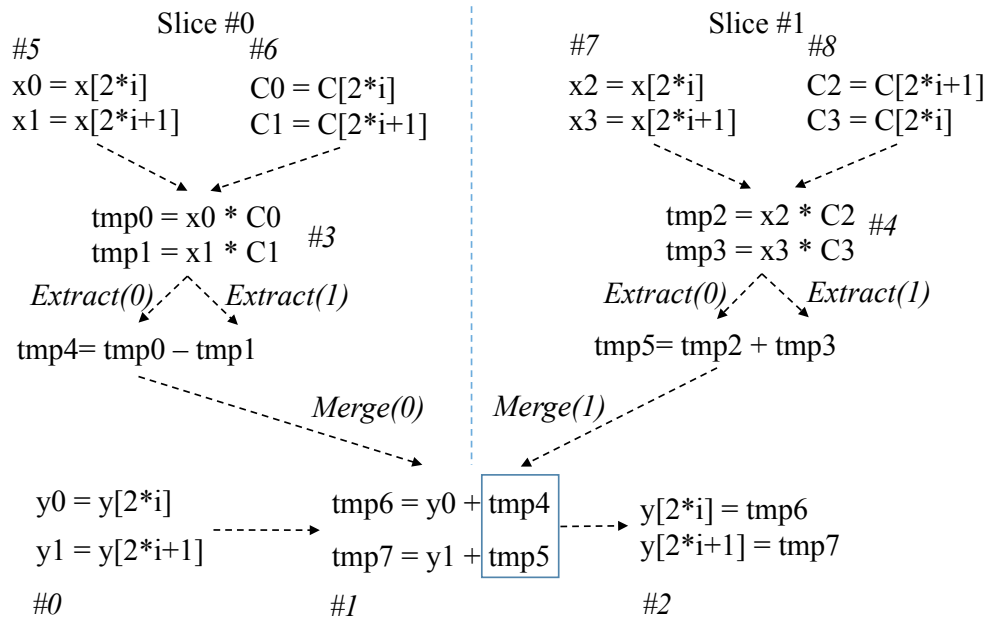 Slice #0
Slice #1
#5
#6
#7
#8
x0 = x[2*i]
x1 = x[2*i+1]
C0 = C[2*i]
C1 = C[2*i+1]
x2 = x[2*i]
x3 = x[2*i+1]
C2 = C[2*i+1]
C3 = C[2*i]
tmp0 = x0 * C0
tmp1 = x1 * C1
#3
tmp2 = x2 * C2
tmp3 = x3 * C3
#4
Extract(0)
Extract(1)
Extract(0)
Extract(1)
tmp4= tmp0 – tmp1
tmp5= tmp2 + tmp3
Merge(0)
Merge(1)
y0 = y[2*i]
y1 = y[2*i+1]
tmp6 = y0 + tmp4
tmp7 = y1 + tmp5
y[2*i] = tmp6
y[2*i+1] = tmp7
#0
#1
#2